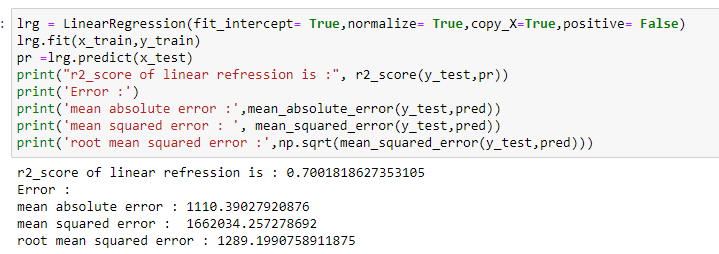 : lrg = LinearRegression(fit_intercept= True,normalize= True,copy_X=True,positive= False)
lrg.fit(x_train,y_train)
pr =lrg.predict(x_test)
print("r2_score of linear refression is :", r2_score(y_test,pr))
print('Error :')
print('mean absolute error :',mean_absolute_error(y_test,pred))
print('mean squared error : ', mean_squared_error(y_test,pred))
print('root mean squared error :',np.sqrt(mean_squared_error(y_test,pred)))
r2_score of linear refression is : 0.7001818627353105
Error :
mean absolute error : 1110.39027920876
mean squared error :  1662034.257278692
root mean squared error : 1289.1990758911875